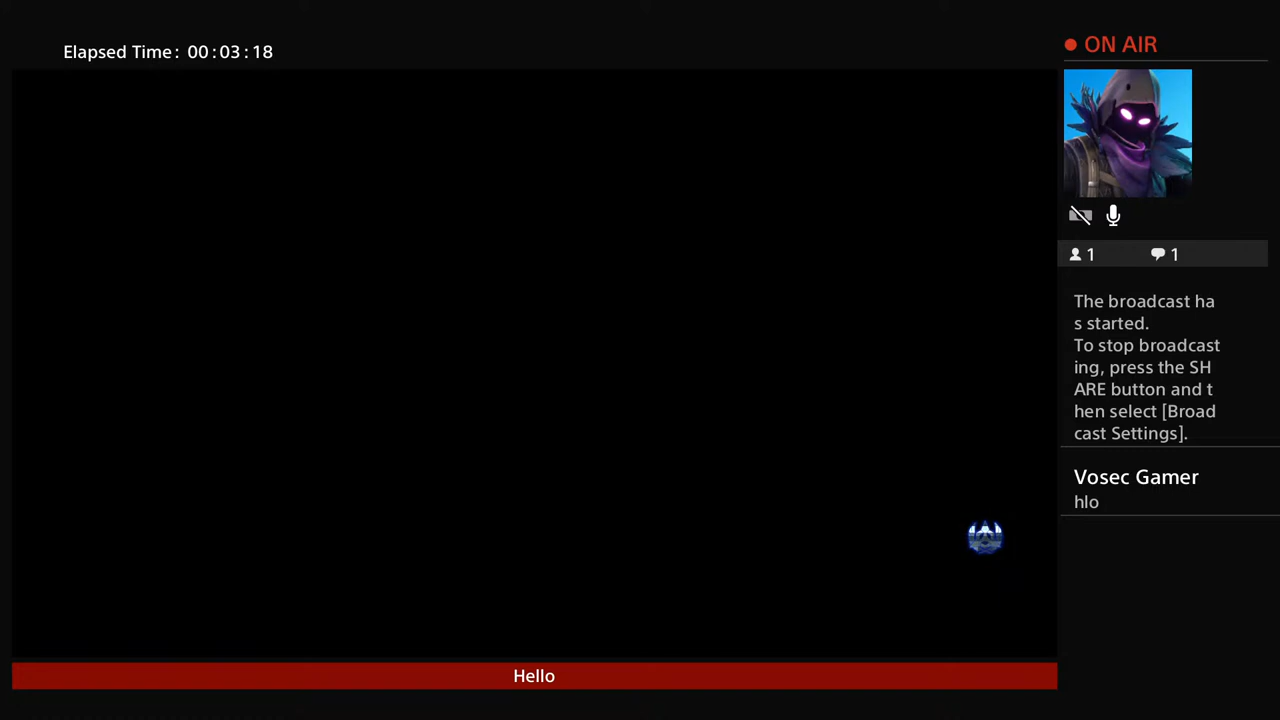 Elapsed Time: 00:03:18
ON AIR
1 1
The broadcast ha
s started.
To stop broadcast
ing, press the SH
ARE button and t
hen select [Broad
cast Settings].
Vosec Gamer
hlo
Hello